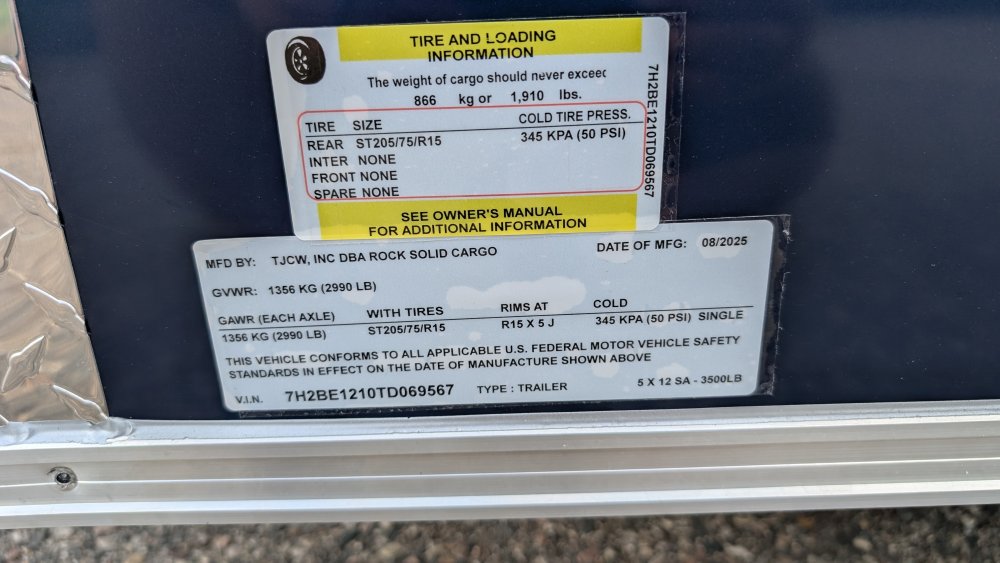 TIRE AND LOADING
INFORMATION
The weight of cargo should never exceed
866 kg or 1,910 lbs.
TIRE SIZE COLD TIRE PRESS.
REAR ST205/75/R15 345 KPA (50 PSI)
INTER NONE
FRONT NONE
SPARE NONE
SEE OWNER'S MANUAL
FOR ADDITIONAL INFORMATION
7H2BE1210TD069567
MFD BY: TJCW, INC DBA ROCK SOLID CARGO DATE OF MFG: 08/2025
GVWR: 1356 KG (2990 LB)
GAWR (EACH AXLE) WITH TIRES RIMS AT COLD
1356 KG (2990 LB) ST205/75/R15 R15 X 5 J 345 KPA (50 PSI) SINGLE
THIS VEHICLE CONFORMS TO ALL APPLICABLE U.S. FEDERAL MOTOR VEHICLE SAFETY
STANDARDS IN EFFECT ON THE DATE OF MANUFACTURE SHOWN ABOVE
V.I.N. 7H2BE1210TD069567 TYPE : TRAILER 5 X 12 SA - 3500LB